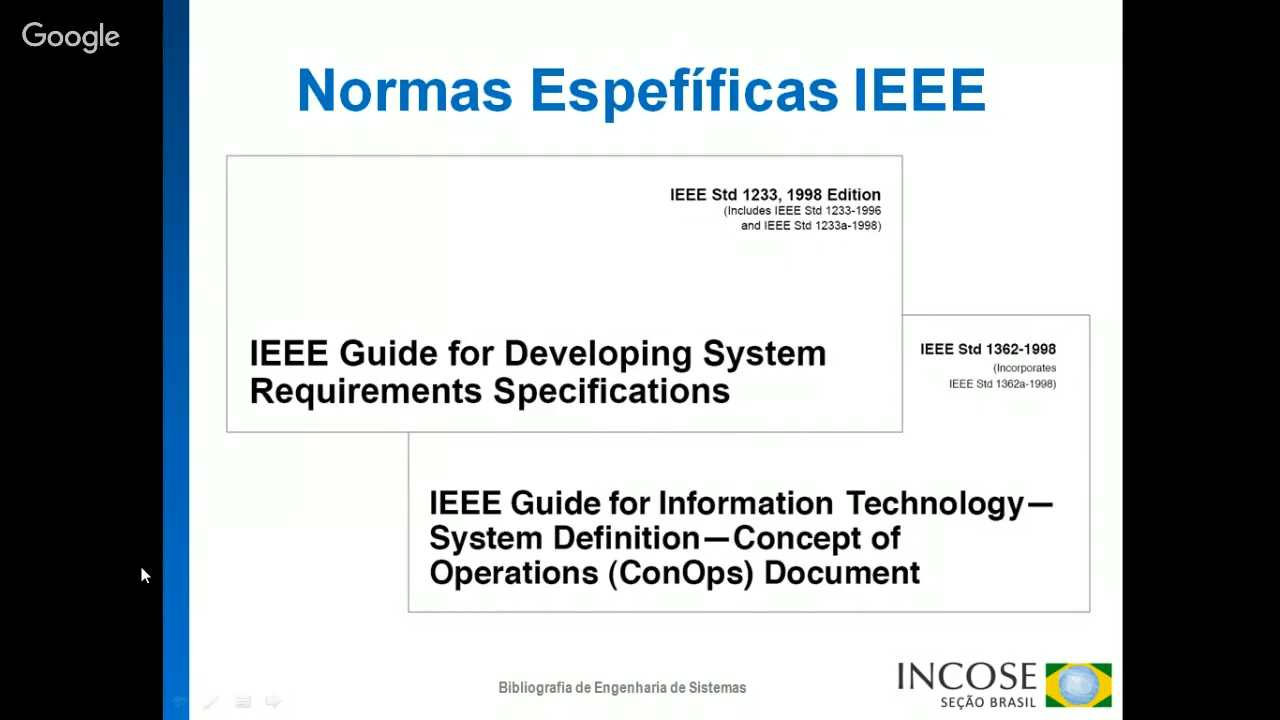 Google
Normas Espefíficas IEEE
IEEE Std 1233, 1998 Edition
(Includes IEEE Std 1233-1996
and IEEE Std 1233a-1998)
IEEE Guide for Developing System
Requirements Specifications
IEEE Std 1362-1998
(Incorporates
IEEE Std 1362a-1998)
IEEE Guide for Information Technology—
System Definition—Concept of
Operations (ConOps) Document
Bibliografia de Engenharia de Sistemas
INCOSE
SEÇÃO BRASIL